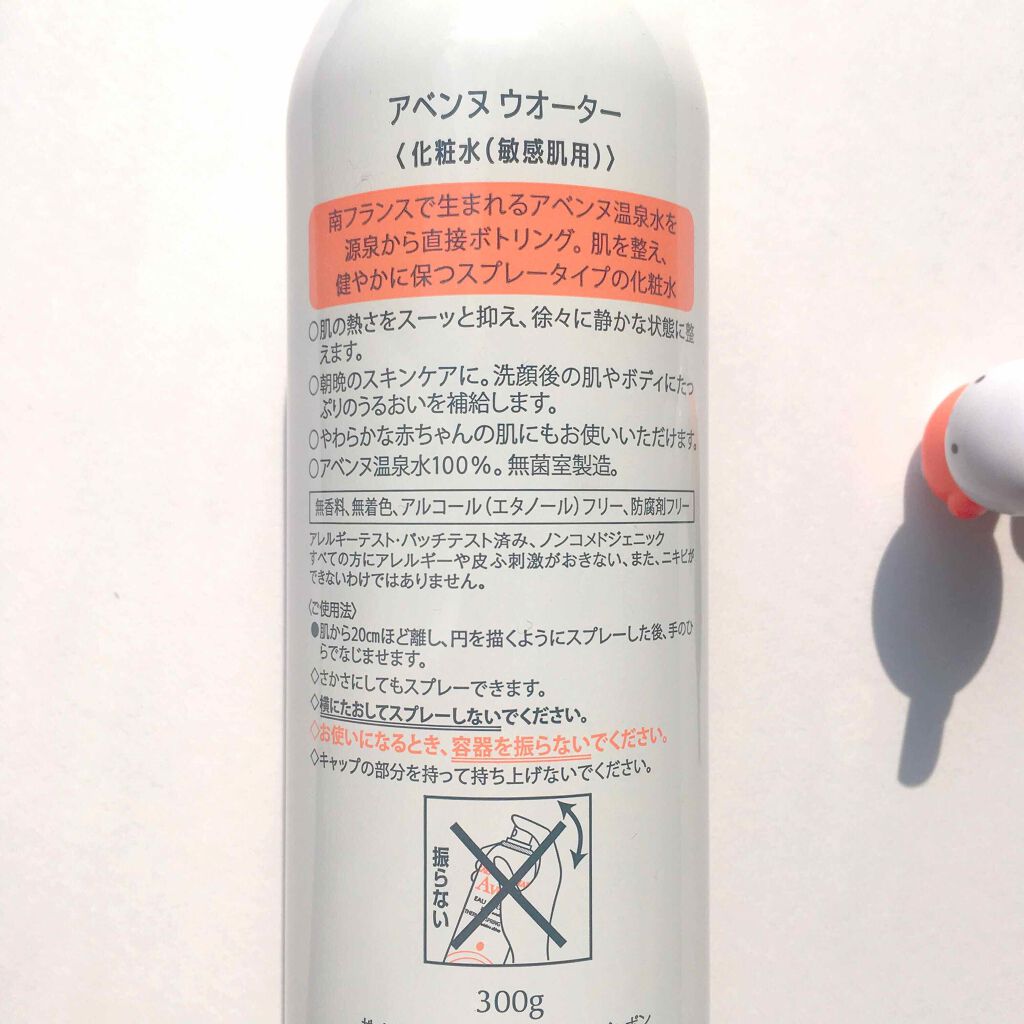 アベンヌ ウオーター
〈化粧水(敏感肌用)〉
南フランスで生まれるアベンヌ温泉水を
源泉から直接ボトリング。肌を整え、
健やかに保つスプレータイプの化粧水
○肌の熱さをスーッと抑え、徐々に静かな状態に整
えます。
○朝晩のスキンケアに。洗顔後の肌やボディにたっ
ぷりのうるおいを補給します。
○やわらかな赤ちゃんの肌にもお使いいただけます。
○アベンヌ温泉水100%。無菌室製造。
無香料、無着色、アルコール(エタノール)フリー、防腐剤フリー
アレルギーテスト・パッチテスト済み、ノンコメドジェニック
すべての方にアレルギーや皮ふ刺激がおきない、また、ニキビが
できないわけではありません。
〈ご使用法〉
●肌から20cmほど離し、円を描くようにスプレーした後、手のひ
らでなじませます。
◇さかさにしてもスプレーできます。
◇横にたおしてスプレーしないでください。
◇お使いになるとき、容器を振らないでください。
◇キャップの部分を持って持ち上げないでください。
振らない
EAU
300g